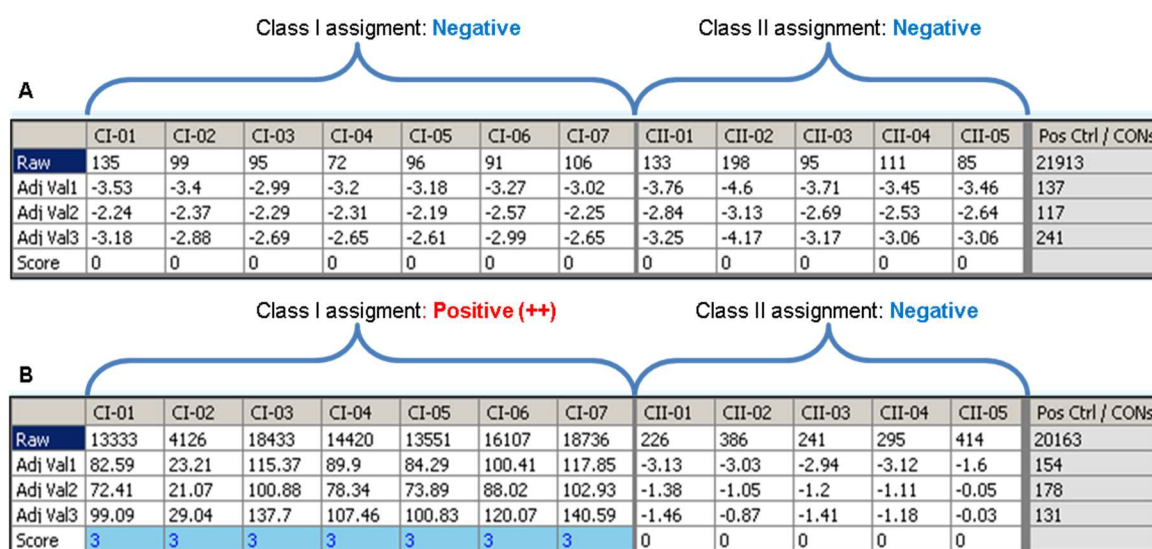 Class I assigment: Negative Class II assignment: Negative
A
CI-01 CI-02 CI-03 CI-04 CI-05 CI-06 CI-07 CII-01 CII-02 CII-03 CII-04 CII-05 Pos Ctrl / CONs
Raw 135 99 95 72 96 91 106 133 198 95 111 85 21913
Adj Val1 -3.53 -3.4 -2.99 -3.2 -3.18 -3.27 -3.02 -3.76 -4.6 -3.71 -3.45 -3.46 137
Adj Val2 -2.24 -2.37 -2.29 -2.31 -2.19 -2.57 -2.25 -2.84 -3.13 -2.69 -2.53 -2.64 117
Adj Val3 -3.18 -2.88 -2.69 -2.65 -2.61 -2.99 -2.65 -3.25 -4.17 -3.17 -3.06 -3.06 241
Score 0 0 0 0 0 0 0 0 0 0 0 0
Class I assigment: Positive (++) Class II assignment: Negative
B
CI-01 CI-02 CI-03 CI-04 CI-05 CI-06 CI-07 CII-01 CII-02 CII-03 CII-04 CII-05 Pos Ctrl / CONs
Raw 13333 4126 18433 14420 13551 16107 18736 226 386 241 295 414 20163
Adj Val1 82.59 23.21 115.37 89.9 84.29 100.41 117.85 -3.13 -3.03 -2.94 -3.12 -1.6 154
Adj Val2 72.41 21.07 100.88 78.34 73.89 88.02 102.93 -1.38 -1.05 -1.2 -1.11 -0.05 178
Adj Val3 99.09 29.04 137.7 107.46 100.83 120.07 140.59 -1.46 -0.87 -1.41 -1.18 -0.03 131
Score 3 3 3 3 3 3 3 0 0 0 0 0